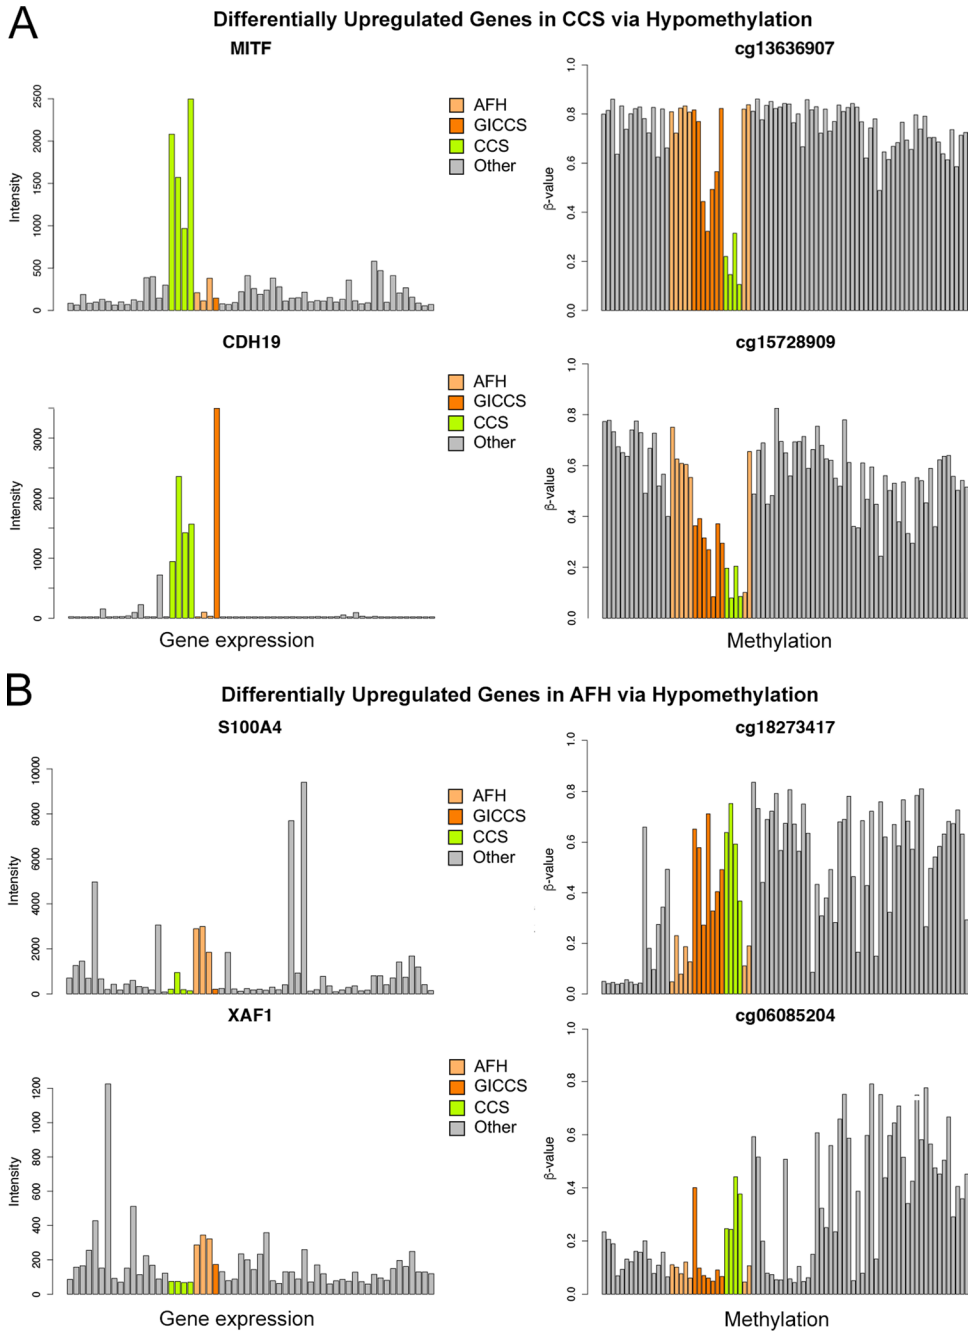 A
Differentially Upregulated Genes in CCS via Hypomethylation
MITF
Intensity
0
500
1000
1500
2000
2500
AFH
GICCS
CCS
Other
cg13636907
β-value
0.0
0.2
0.4
0.6
0.8
1.0
CDH19
Intensity
0
1000
2000
3000
AFH
GICCS
CCS
Other
Gene expression
cg15728909
β-value
0.0
0.2
0.4
0.6
0.8
1.0
Methylation
B
Differentially Upregulated Genes in AFH via Hypomethylation
S100A4
Intensity
0
2000
4000
6000
8000
10000
AFH
GICCS
CCS
Other
cg18273417
β-value
0.0
0.2
0.4
0.6
0.8
1.0
XAF1
Intensity
0
200
400
600
800
1000
1200
AFH
GICCS
CCS
Other
Gene expression
cg06085204
β-value
0.0
0.2
0.4
0.6
0.8
1.0
Methylation